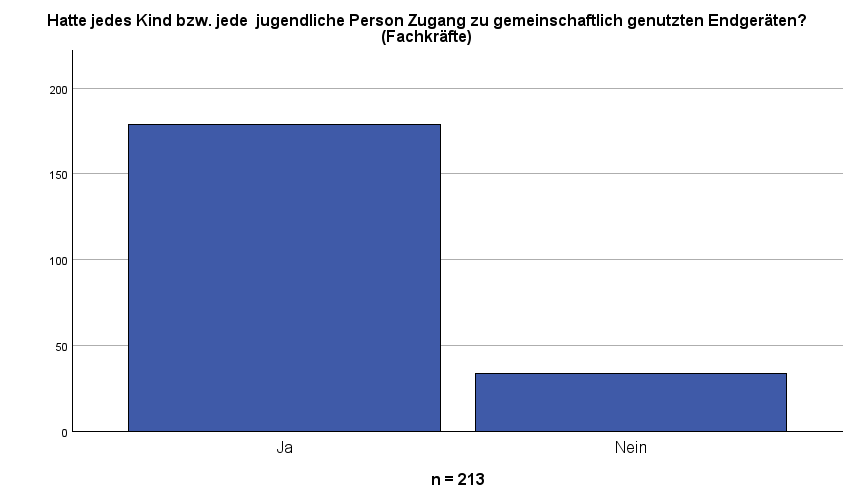 Hatte jedes Kind bzw. jede  jugendliche Person Zugang zu gemeinschaftlich genutzten Endgeräten?
(Fachkräfte)
200
150
100
50
0
Ja
Nein
n = 213